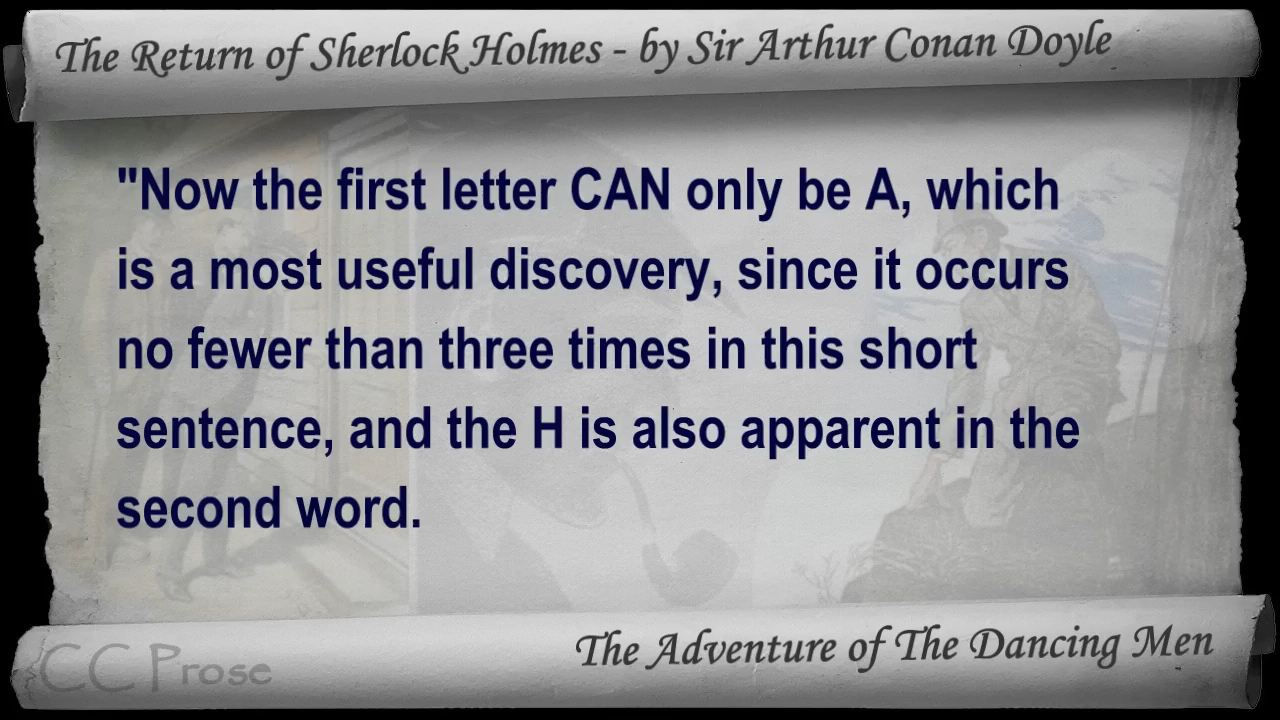 The Return of Sherlock Holmes - by Sir Arthur Conan Doyle
"Now the first letter CAN only be A, which
is a most useful discovery, since it occurs
no fewer than three times in this short
sentence, and the H is also apparent in the
second word.
The Adventure of The Dancing Men
CC Prose